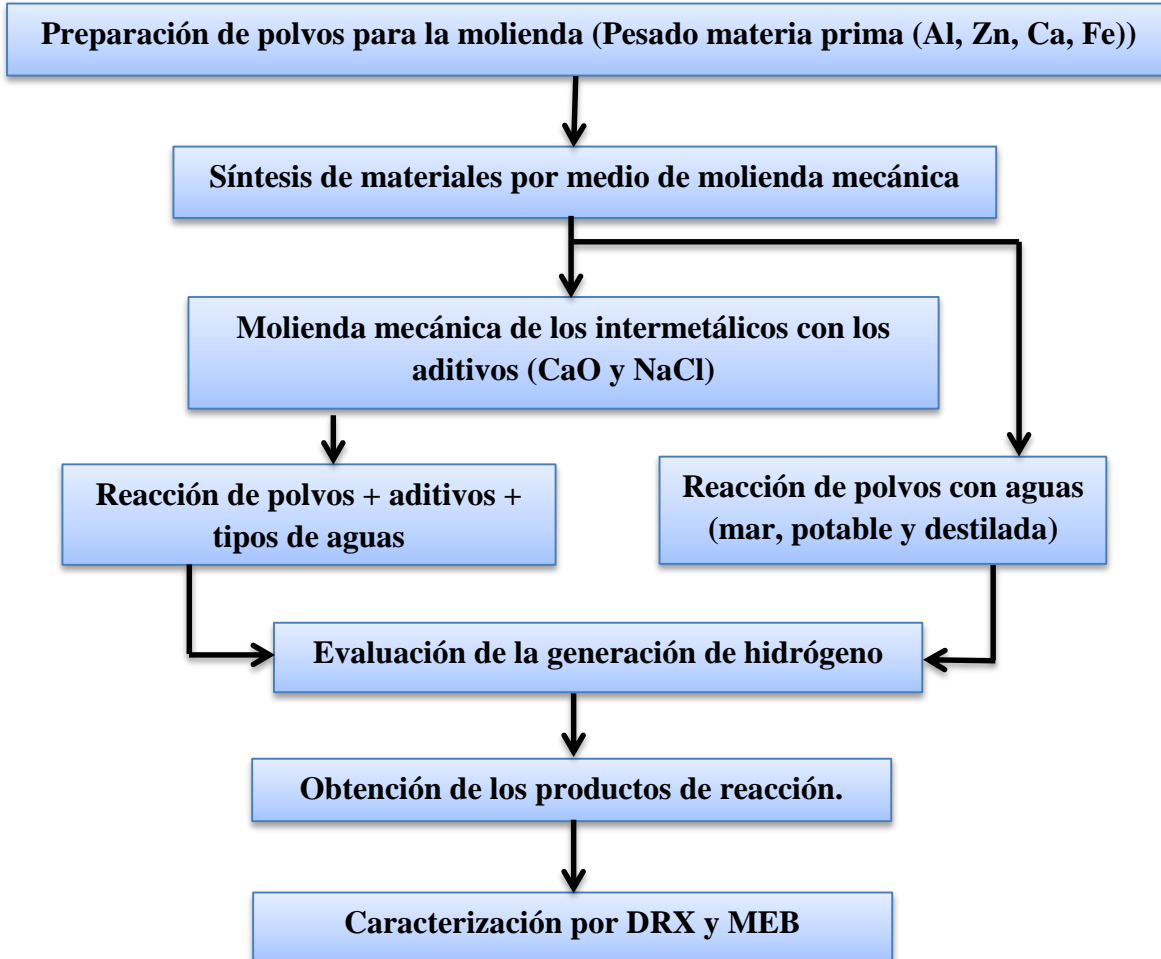 Preparación de polvos para la molienda (Pesado materia prima (Al, Zn, Ca, Fe))
Síntesis de materiales por medio de molienda mecánica
Molienda mecánica de los intermetálicos con los
aditivos (CaO y NaCl)
Reacción de polvos + aditivos +
tipos de aguas
Reacción de polvos con aguas
(mar, potable y destilada)
Evaluación de la generación de hidrógeno
Obtención de los productos de reacción.
Caracterización por DRX y MEB